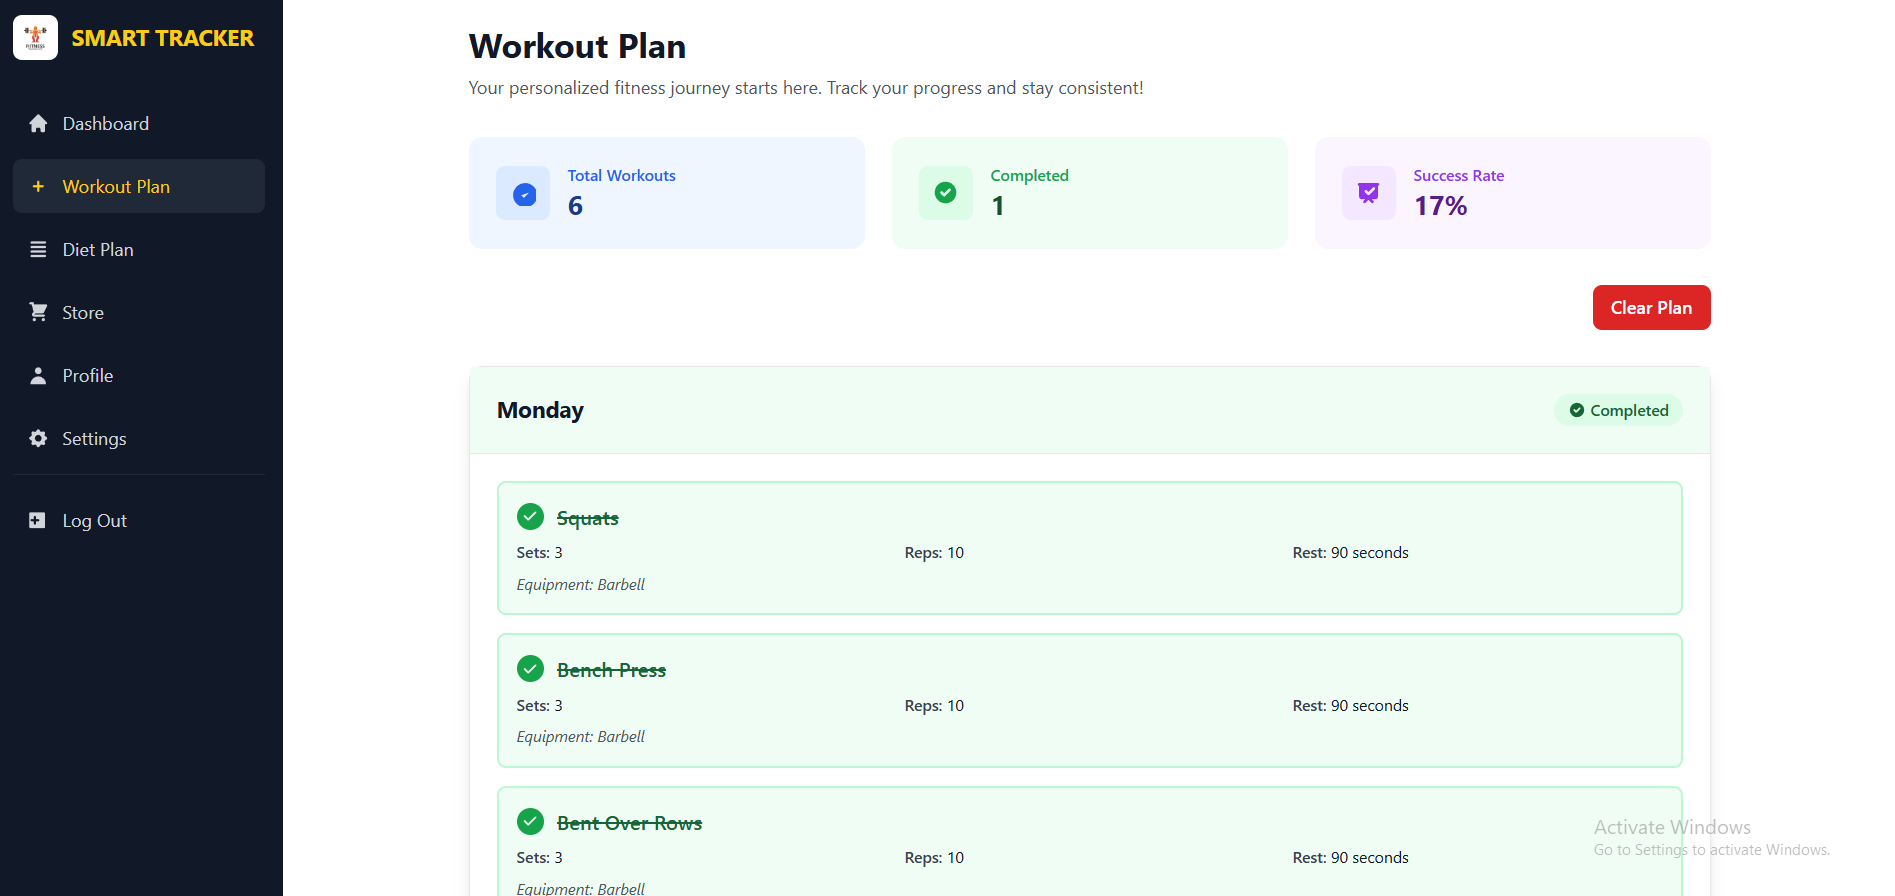 FITNESS
SMART TRACKER
Dashboard
Workout Plan
Diet Plan
Store
Profile
Settings
Log Out
Workout Plan
Your personalized fitness journey starts here. Track your progress and stay consistent!
Total Workouts
6
Completed
1
Success Rate
17%
Clear Plan
Monday
Completed
Squats
Sets: 3 Reps: 10 Rest: 90 seconds
Equipment: Barbell
Bench Press
Sets: 3 Reps: 10 Rest: 90 seconds
Equipment: Barbell
Bent Over Rows
Sets: 3 Reps: 10 Rest: 90 seconds
Equipment: Barbell
Activate Windows
Go to Settings to activate Windows.